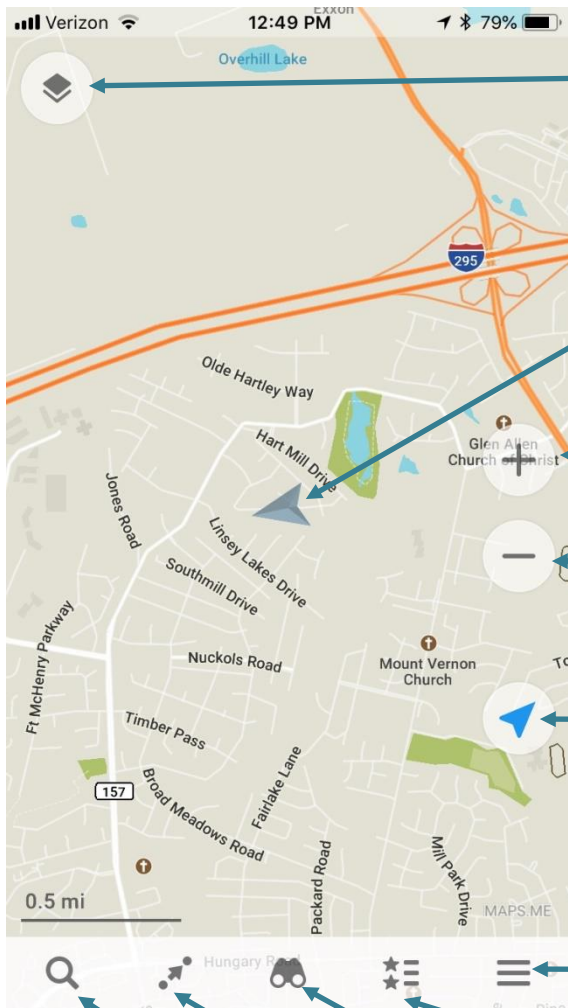 Verizon
12:49 PM
79%
Exxon
Overhill Lake
295
Olde Hartley Way
Hart Mill Drive
Glen Allen
Church of Christ
Jones Road
Linsey Lakes Drive
Southmill Drive
Ft McHenry Parkway
Nuckols Road
Mount Vernon
Church
To
Timber Pass
157
Fairlake Lane
Broad Meadows Road
Packard Road
Mill Park Drive
0.5 mi
MAPS.ME
Hungary Road